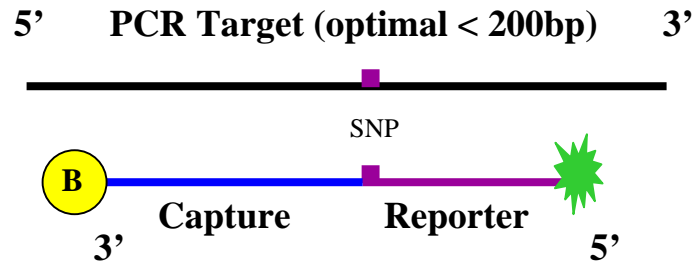 5’ PCR Target (optimal < 200bp) 3’
SNP
B
Capture Reporter
3’ 5’